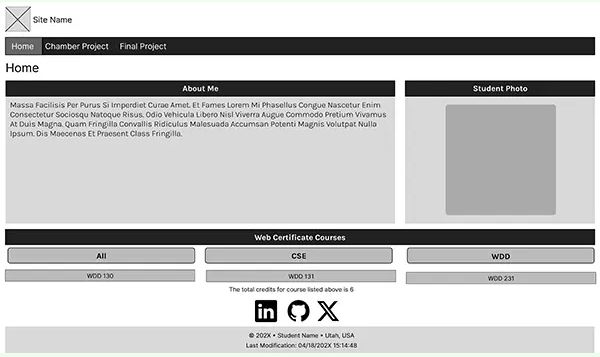 Site Name
Home Chamber Project Final Project
Home
About Me
Massa Facilisis Per Purus Si Imperdiet Curae Amet. Et Fames Lorem Mi Phasellus Congue Nascetur Enim
Consectetur Sociosqu Natoque Risus. Odio Vehicula Libero Nisl Viverra Augue Commodo Pretium Vivamus
At Duis Magna. Quam Fringilla Convallis Ridiculus Malesuada Accumsan Potenti Magnis Volutpat Nulla
Ipsum. Dis Maecenas Et Praesent Class Fringilla.
Student Photo
Web Certificate Courses
All CSE WDD
WDD 130 WDD 131 WDD 231
The total credits for course listed above is 6
in X
© 202X • Student Name • Utah, USA
Last Modification: 04/18/202X 15:14:48